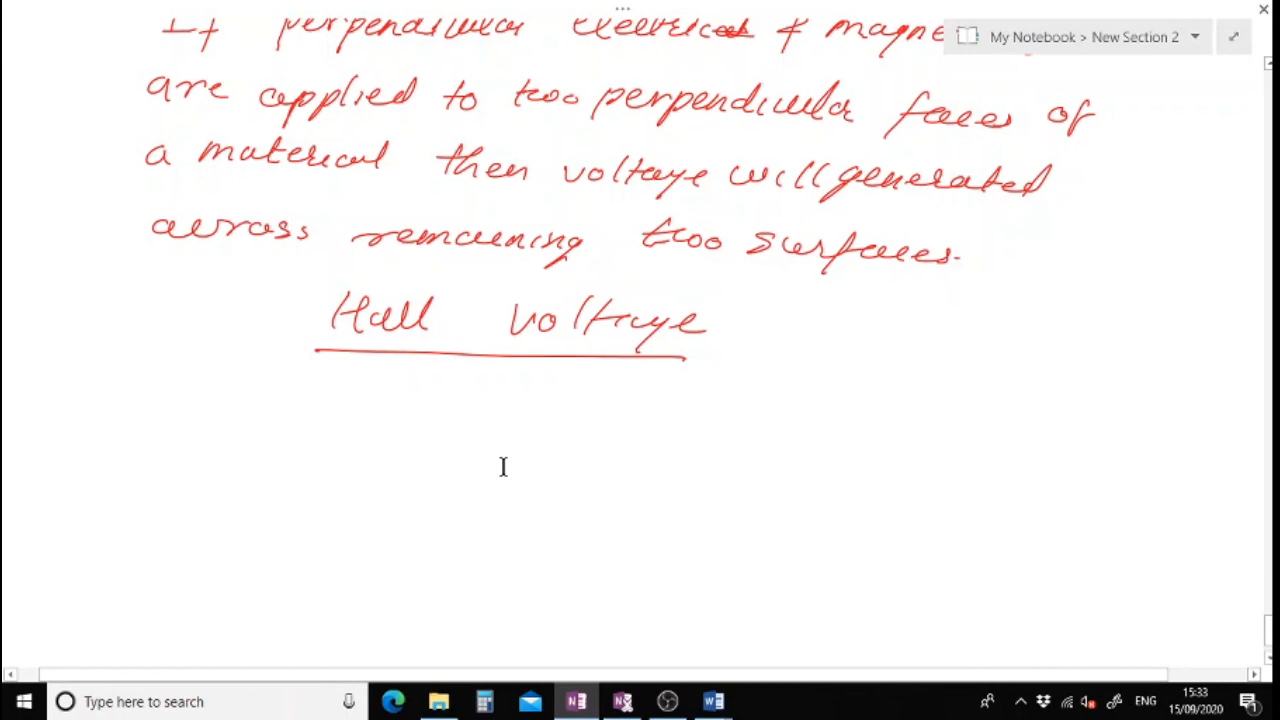 If perpendicular electrical & magne
My Notebook > New Section 2
are applied to two perpendicular faces of
a material then voltage will generated
across remaining two surfaces.
Hall voltage
Type here to search
ENG
15:33
15/09/2020
1